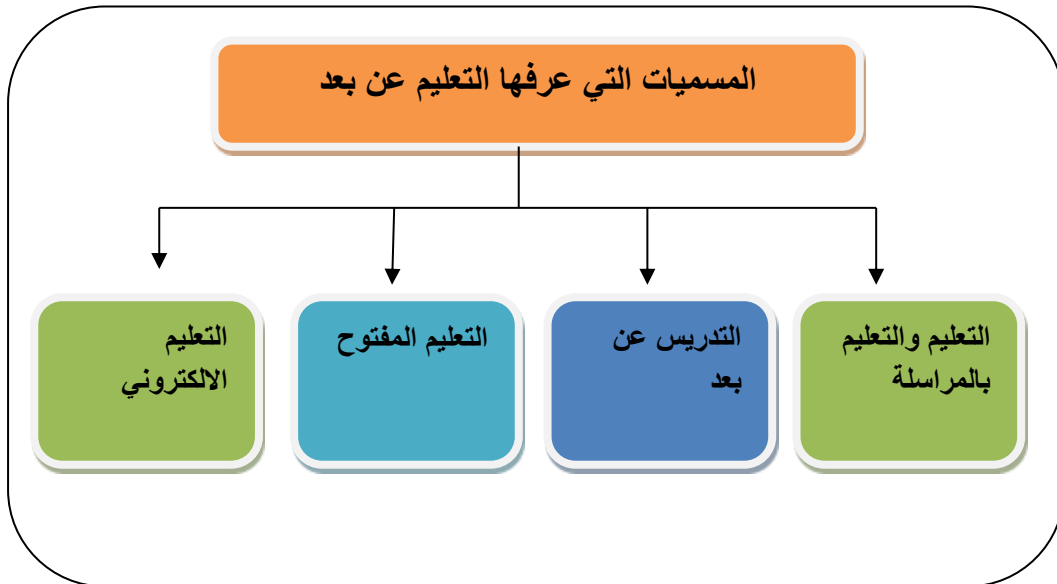 المسميات التي عرفها التعليم عن بعد
التعليم والتعليم
بالمراسلة
التدريس عن
بعد
التعليم المفتوح
التعليم
الالكتروني